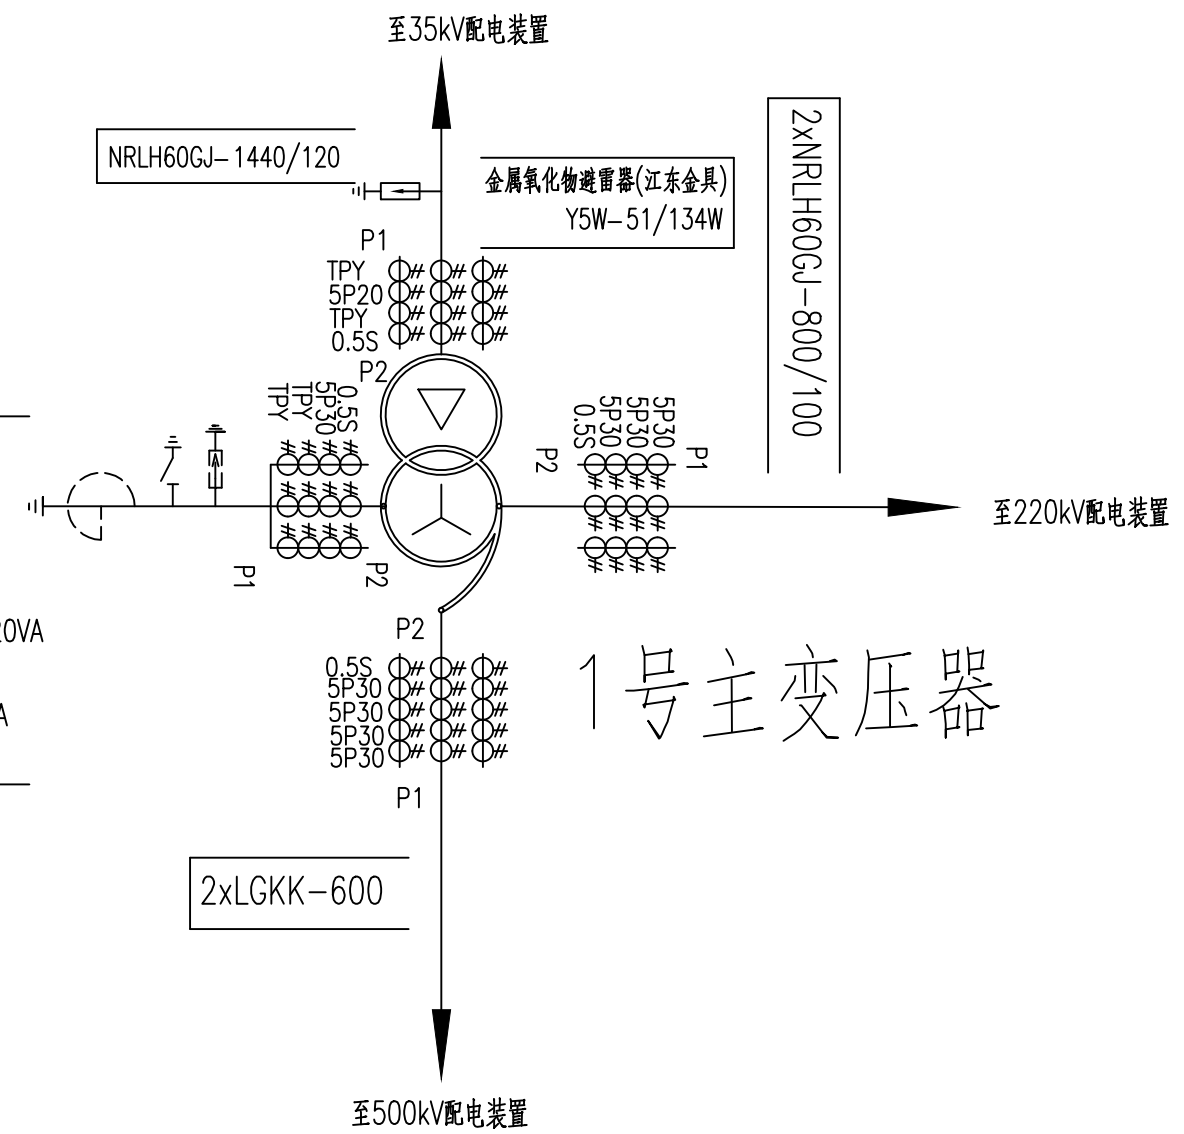 至35kV配电装置
NRLH60GJ-1440/120
金属氧化物避雷器(江东金具)
Y5W-51/134W
2xNRLH60GJ-800/100
P1
TPY
5P20
TPY
0.5S
P2
TPY
TPY
5P30
0.5S
P1
P2
0.5S
5P30
5P30
5P30
P2
P1
至220kV配电装置
20VA
A
P2
0.5S
5P30
5P30
5P30
5P30
P1
1号主变压器
2xLGKK-600
至500kV配电装置